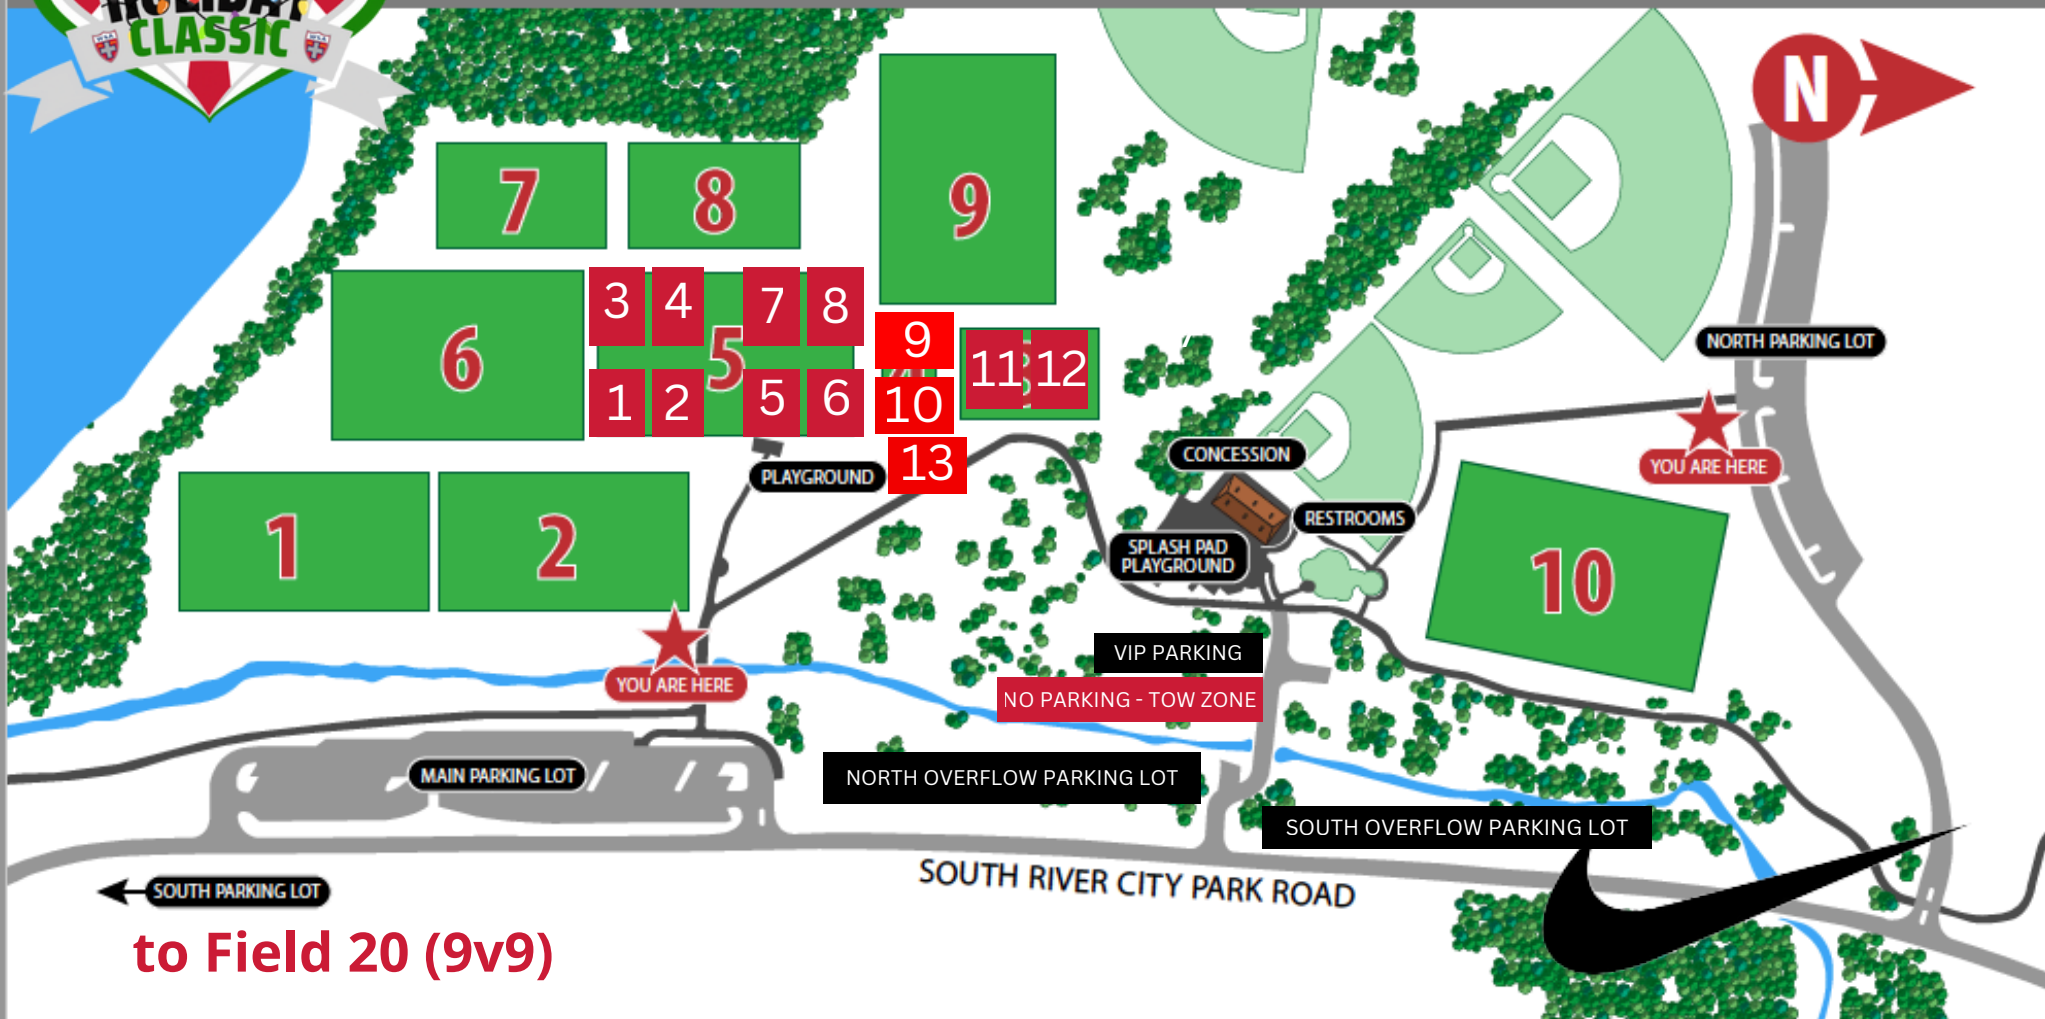 HOLIDAY
CLASSIC
WSA
WSA
N
7
8
9
3
4
7
8
6
5
9
11
12
1
2
5
6
10
13
NORTH PARKING LOT
YOU ARE HERE
CONCESSION
PLAYGROUND
RESTROOMS
SPLASH PAD
PLAYGROUND
1
2
10
YOU ARE HERE
VIP PARKING
NO PARKING - TOW ZONE
MAIN PARKING LOT
NORTH OVERFLOW PARKING LOT
SOUTH OVERFLOW PARKING LOT
SOUTH RIVER CITY PARK ROAD
SOUTH PARKING LOT
to Field 20 (9v9)